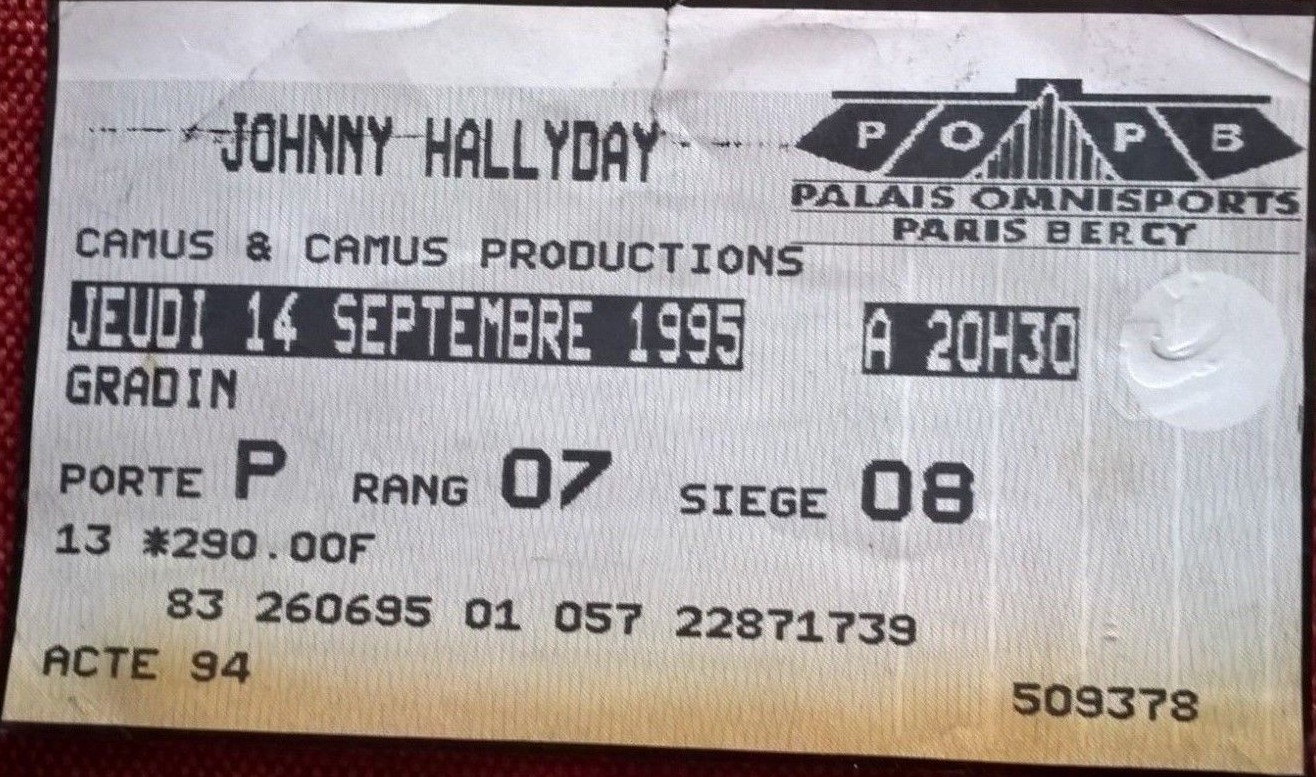 JOHNNY HALLYDAY
P O P B
PALAIS OMNISPORTS
PARIS BERCY
CAMUS & CAMUS PRODUCTIONS
JEUDI 14 SEPTEMBRE 1995 A 20H30
GRADIN
PORTE P RANG 07 SIEGE 08
13 *290.00F
83 260695 01 057 22871739
ACTE 94
509378